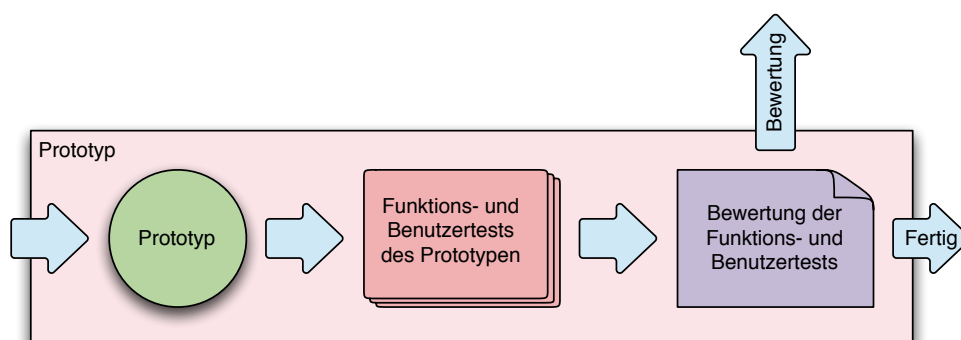 Bewertung
Prototyp
Prototyp
Funktions- und
Benutzertests
des Prototypen
Bewertung der
Funktions- und
Benutzertests
Fertig